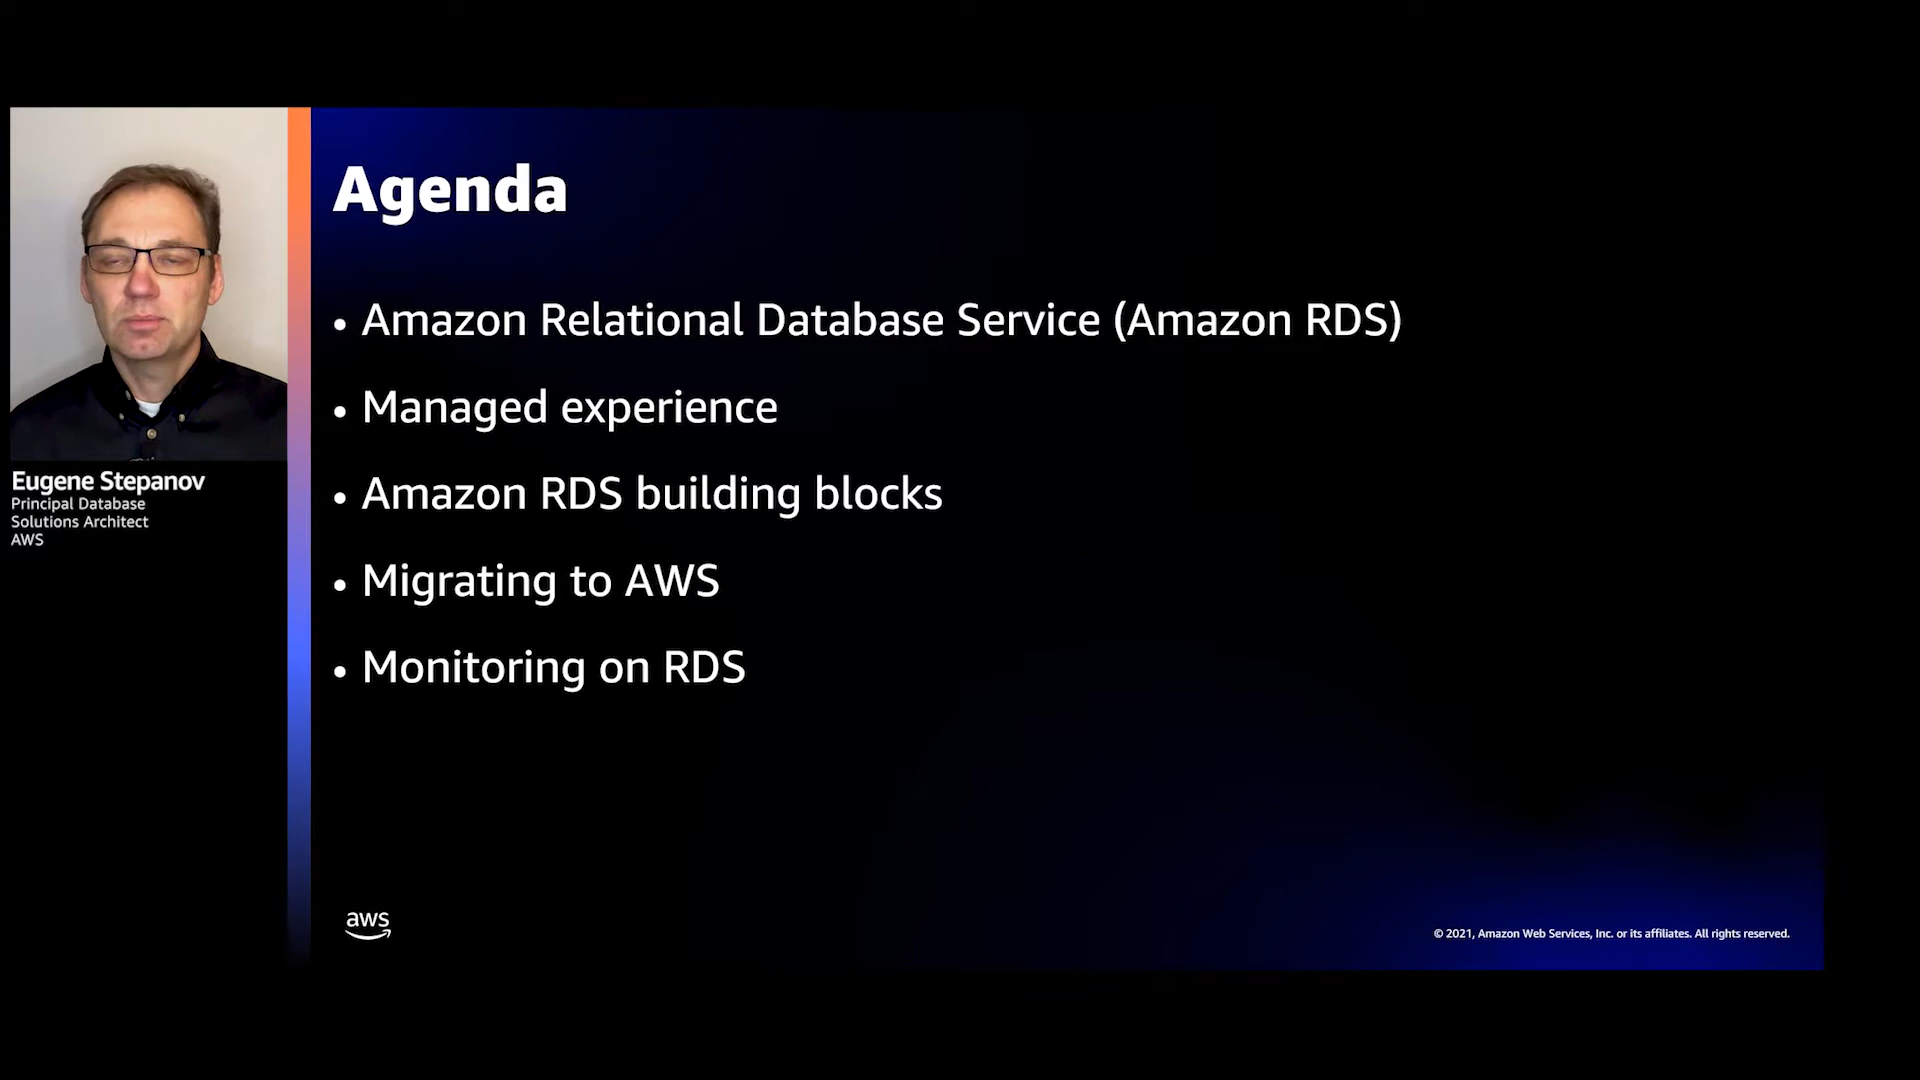 Agenda
• Amazon Relational Database Service (Amazon RDS)
• Managed experience
• Amazon RDS building blocks
• Migrating to AWS
• Monitoring on RDS
Eugene Stepanov
Principal Database
Solutions Architect
AWS
aws
© 2021, Amazon Web Services, Inc. or its affiliates. All rights reserved.